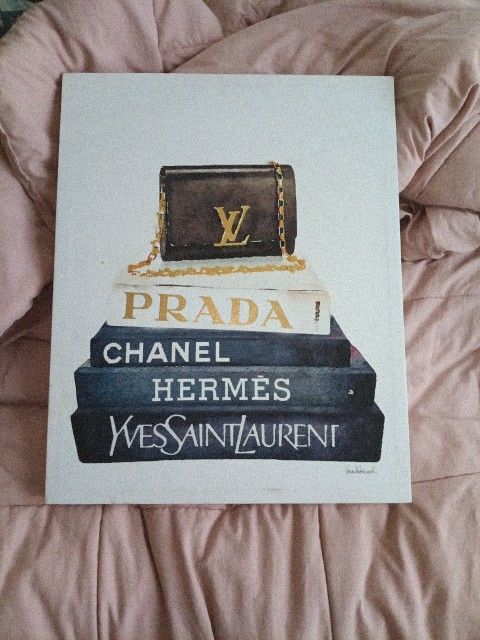 LV
PRADA
CHANEL
HERMÈS
YVESSAINTLAURENT